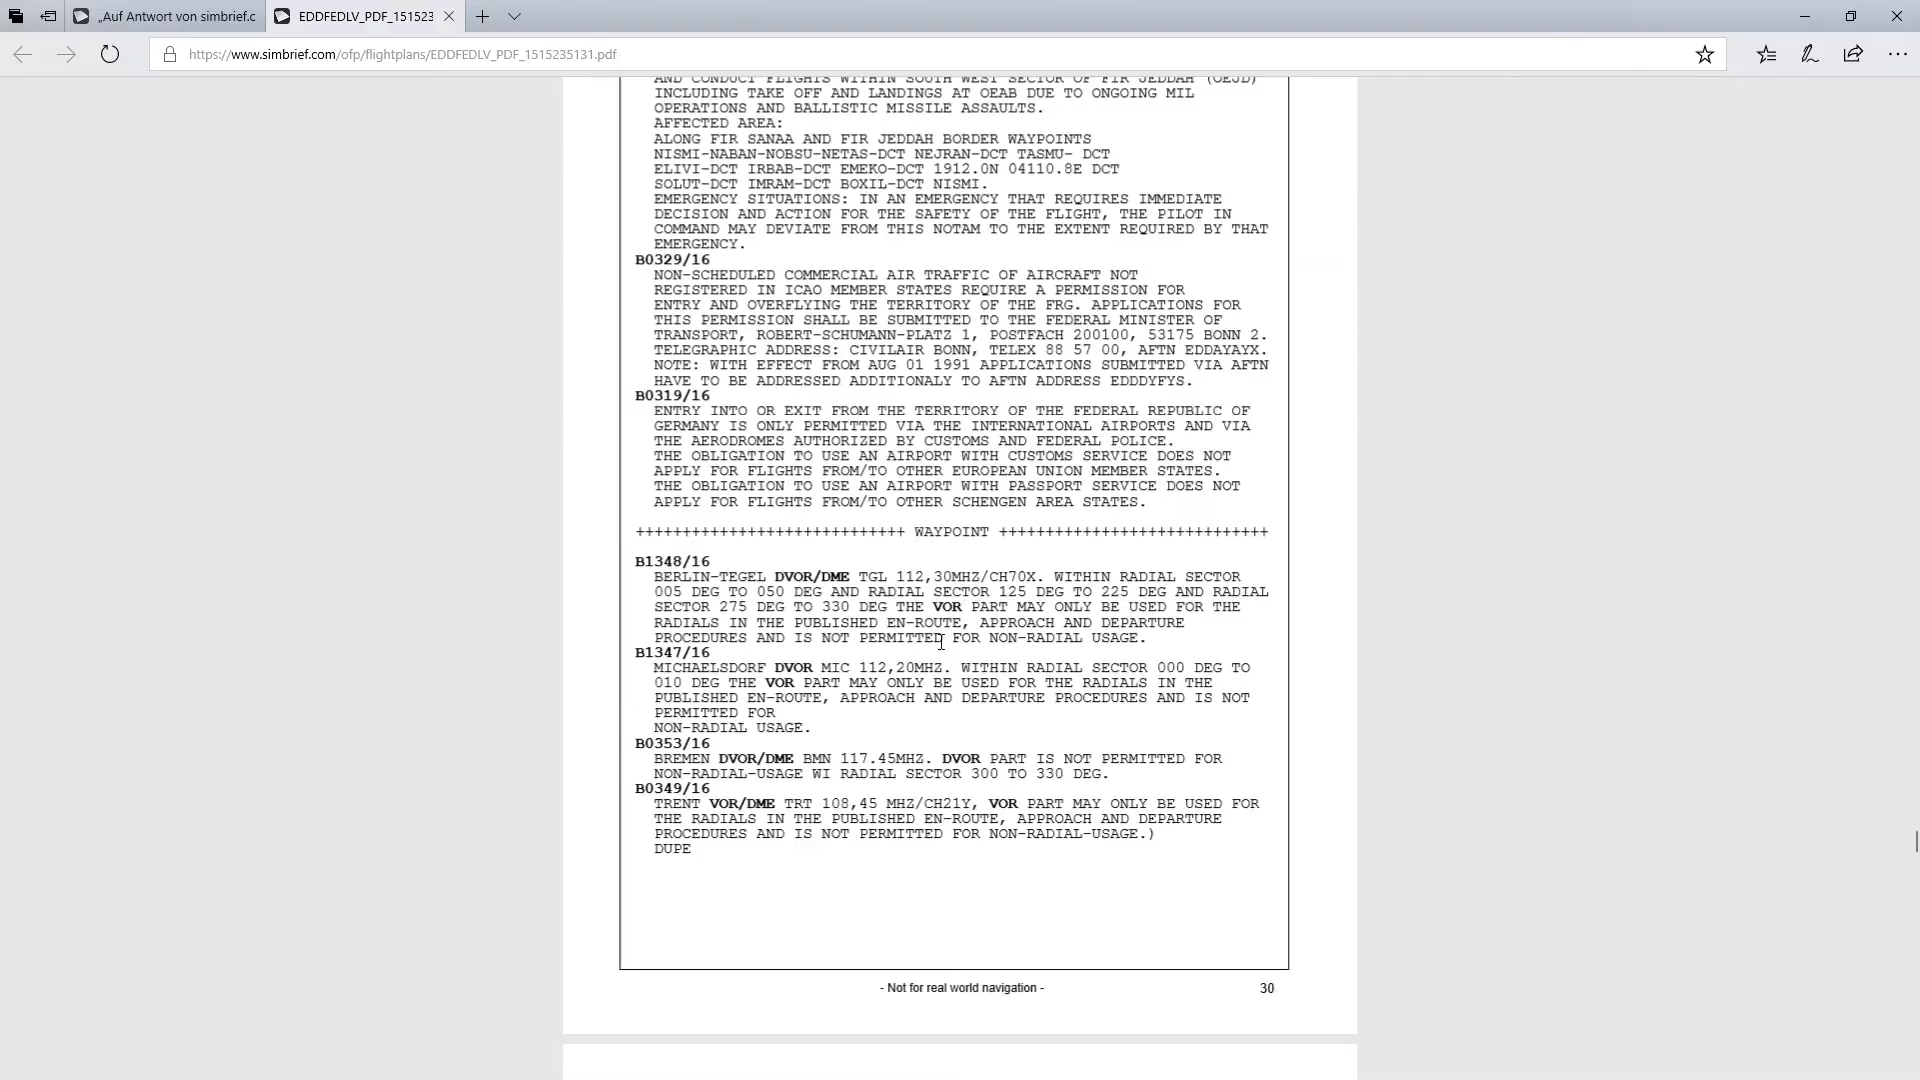 „Auf Antwort von simbrief.c
EDDFEDLV_PDF_151523
https://www.simbrief.com/ofp/flightplans/EDDFEDLV_PDF_1515235131.pdf
AND CONDUCT FLIGHTS WITHIN SOUTH WEST SECTOR OF FIR JEDDAH (OEJD)
INCLUDING TAKE OFF AND LANDINGS AT OEAB DUE TO ONGOING MIL
OPERATIONS AND BALLISTIC MISSILE ASSAULTS.
AFFECTED AREA:
ALONG FIR SANAA AND FIR JEDDAH BORDER WAYPOINTS
NISMI-NABAN-NOBSU-NETAS-DCT NEJRAN-DCT TASMU- DCT
ELIVI-DCT IRBAB-DCT EMEKO-DCT 1912.0N 04110.8E DCT
SOLUT-DCT IMRAM-DCT BOXIL-DCT NISMI.
EMERGENCY SITUATIONS: IN AN EMERGENCY THAT REQUIRES IMMEDIATE
DECISION AND ACTION FOR THE SAFETY OF THE FLIGHT, THE PILOT IN
COMMAND MAY DEVIATE FROM THIS NOTAM TO THE EXTENT REQUIRED BY THAT
EMERGENCY.
B0329/16
NON-SCHEDULED COMMERCIAL AIR TRAFFIC OF AIRCRAFT NOT
REGISTERED IN ICAO MEMBER STATES REQUIRE A PERMISSION FOR
ENTRY AND OVERFLYING THE TERRITORY OF THE FRG. APPLICATIONS FOR
THIS PERMISSION SHALL BE SUBMITTED TO THE FEDERAL MINISTER OF
TRANSPORT, ROBERT-SCHUMANN-PLATZ 1, POSTFACH 200100, 53175 BONN 2.
TELEGRAPHIC ADDRESS: CIVILAIR BONN, TELEX 88 57 00, AFTN EDDAYAYX.
NOTE: WITH EFFECT FROM AUG 01 1991 APPLICATIONS SUBMITTED VIA AFTN
HAVE TO BE ADDRESSED ADDITIONALY TO AFTN ADDRESS EDDDYFYS.
B0319/16
ENTRY INTO OR EXIT FROM THE TERRITORY OF THE FEDERAL REPUBLIC OF
GERMANY IS ONLY PERMITTED VIA THE INTERNATIONAL AIRPORTS AND VIA
THE AERODROMES AUTHORIZED BY CUSTOMS AND FEDERAL POLICE.
THE OBLIGATION TO USE AN AIRPORT WITH CUSTOMS SERVICE DOES NOT
APPLY FOR FLIGHTS FROM/TO OTHER EUROPEAN UNION MEMBER STATES.
THE OBLIGATION TO USE AN AIRPORT WITH PASSPORT SERVICE DOES NOT
APPLY FOR FLIGHTS FROM/TO OTHER SCHENGEN AREA STATES.
+++++++++++++++++++++++++++++ WAYPOINT +++++++++++++++++++++++++++++
B1348/16
BERLIN-TEGEL DVOR/DME TGL 112,30MHZ/CH70X. WITHIN RADIAL SECTOR
005 DEG TO 050 DEG AND RADIAL SECTOR 125 DEG TO 225 DEG AND RADIAL
SECTOR 275 DEG TO 330 DEG THE VOR PART MAY ONLY BE USED FOR THE
RADIALS IN THE PUBLISHED EN-ROUTE, APPROACH AND DEPARTURE
PROCEDURES AND IS NOT PERMITTED FOR NON-RADIAL USAGE.
B1347/16
MICHAELSDORF DVOR MIC 112,20MHZ. WITHIN RADIAL SECTOR 000 DEG TO
010 DEG THE VOR PART MAY ONLY BE USED FOR THE RADIALS IN THE
PUBLISHED EN-ROUTE, APPROACH AND DEPARTURE PROCEDURES AND IS NOT
PERMITTED FOR
NON-RADIAL USAGE.
B0353/16
BREMEN DVOR/DME BMN 117.45MHZ. DVOR PART IS NOT PERMITTED FOR
NON-RADIAL-USAGE WI RADIAL SECTOR 300 TO 330 DEG.
B0349/16
TRENT VOR/DME TRT 108,45 MHZ/CH21Y, VOR PART MAY ONLY BE USED FOR
THE RADIALS IN THE PUBLISHED EN-ROUTE, APPROACH AND DEPARTURE
PROCEDURES AND IS NOT PERMITTED FOR NON-RADIAL-USAGE.)
DUPE
- Not for real world navigation -
30